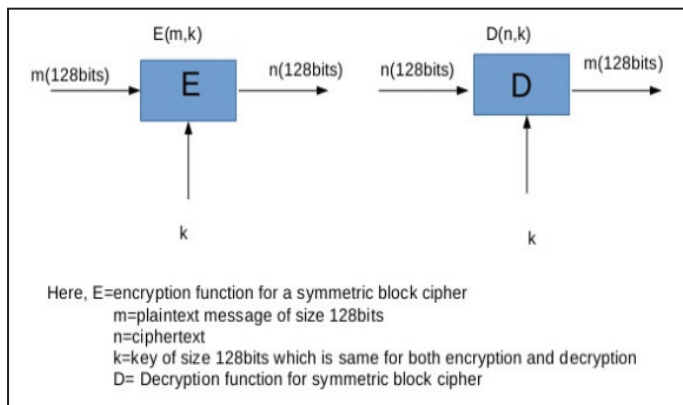 E(m,k)
D(n,k)
m(128bits)
E
n(128bits)
n(128bits)
D
m(128bits)
k
k
Here, E=encryption function for a symmetric block cipher
m=plaintext message of size 128bits
n=ciphertext
k=key of size 128bits which is same for both encryption and decryption
D= Decryption function for symmetric block cipher